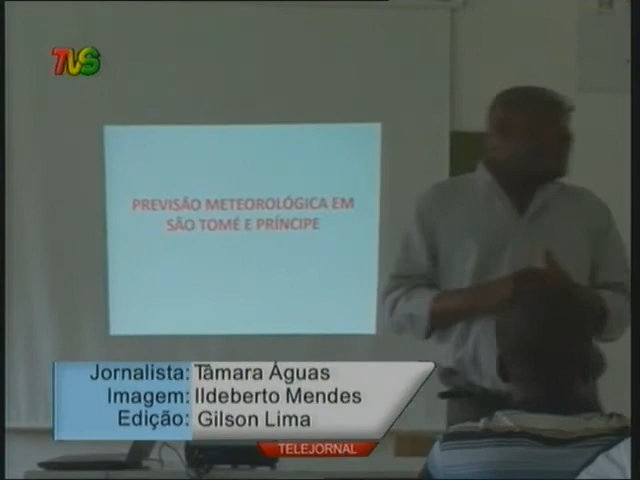 TVS
PREVISÃO METEOROLÓGICA EM
SÃO TOMÉ E PRÍNCIPE
Jornalista: Tâmara Águas
Imagem: Ildeberto Mendes
Edição: Gilson Lima
TELEJORNAL